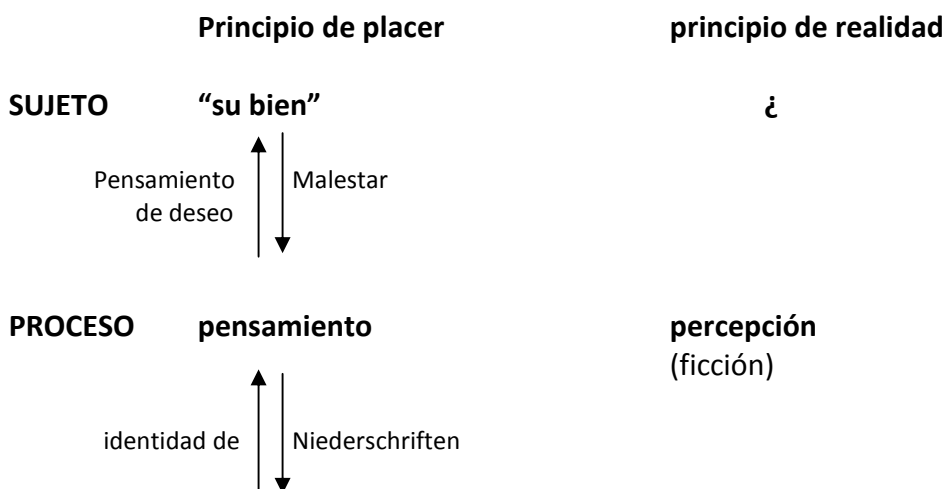 Principio de placer principio de realidad
SUJETO “su bien” ¿
Pensamiento Malestar
de deseo
PROCESO pensamiento percepción
(ficción)
identidad de Niederschriften